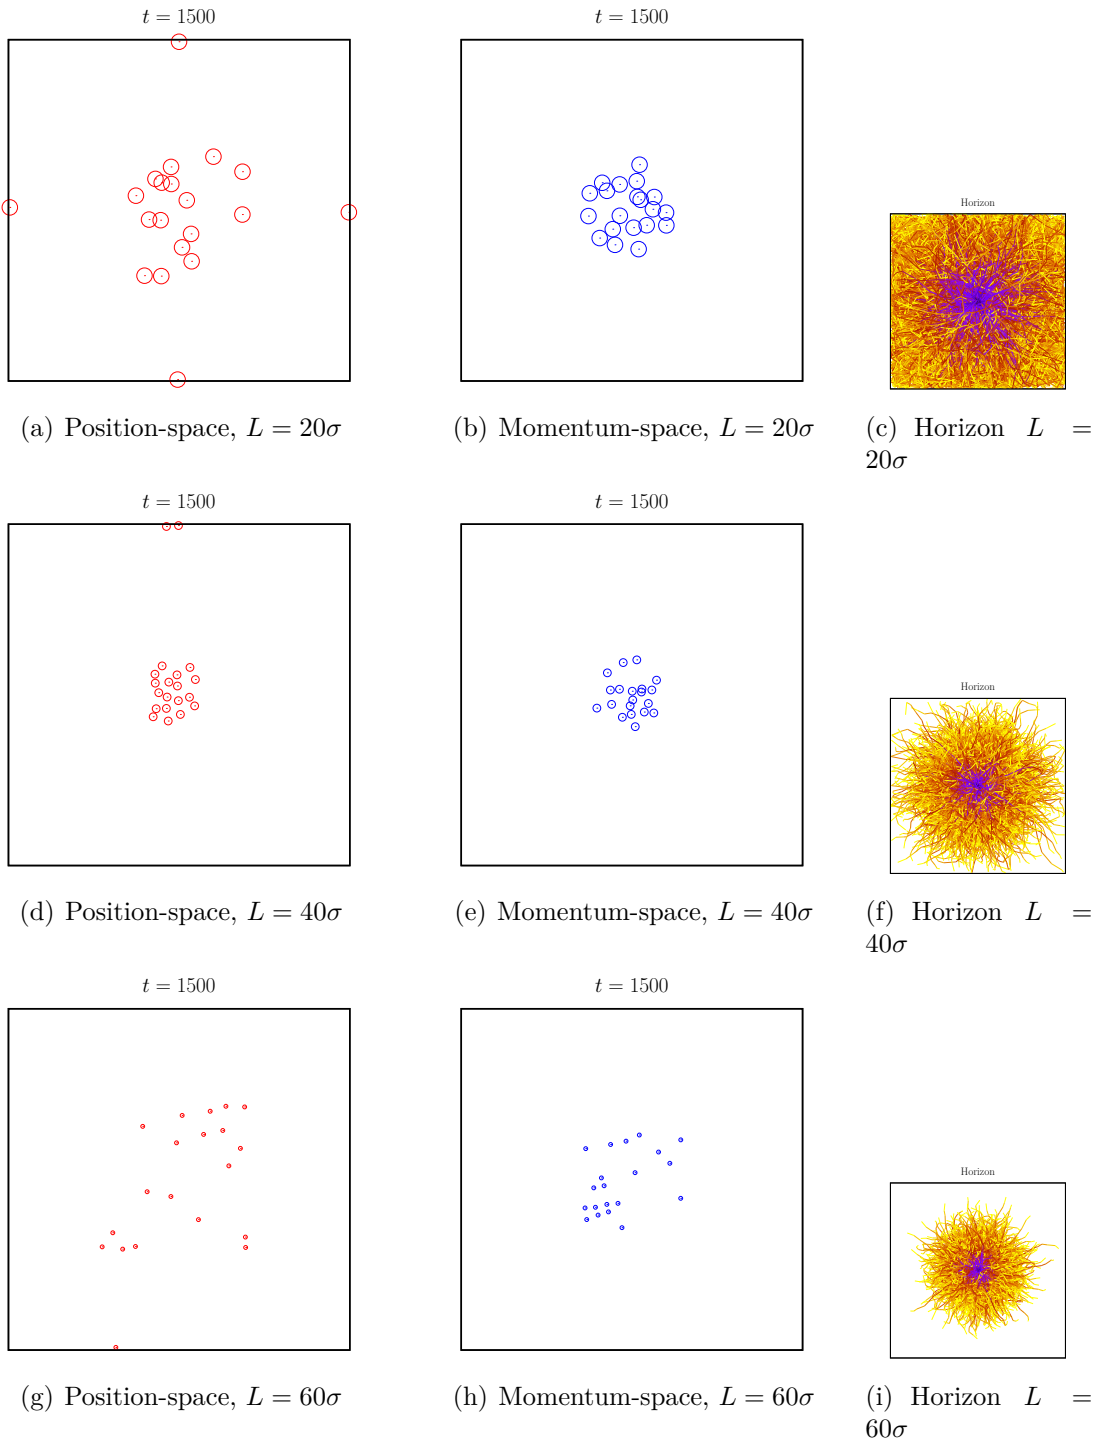 t = 1500
t = 1500
Horizon
(a) Position-space, L = 20σ
(b) Momentum-space, L = 20σ
(c) Horizon L =
20σ
t = 1500
t = 1500
Horizon
(d) Position-space, L = 40σ
(e) Momentum-space, L = 40σ
(f) Horizon L =
40σ
t = 1500
t = 1500
Horizon
(g) Position-space, L = 60σ
(h) Momentum-space, L = 60σ
(i) Horizon L =
60σ